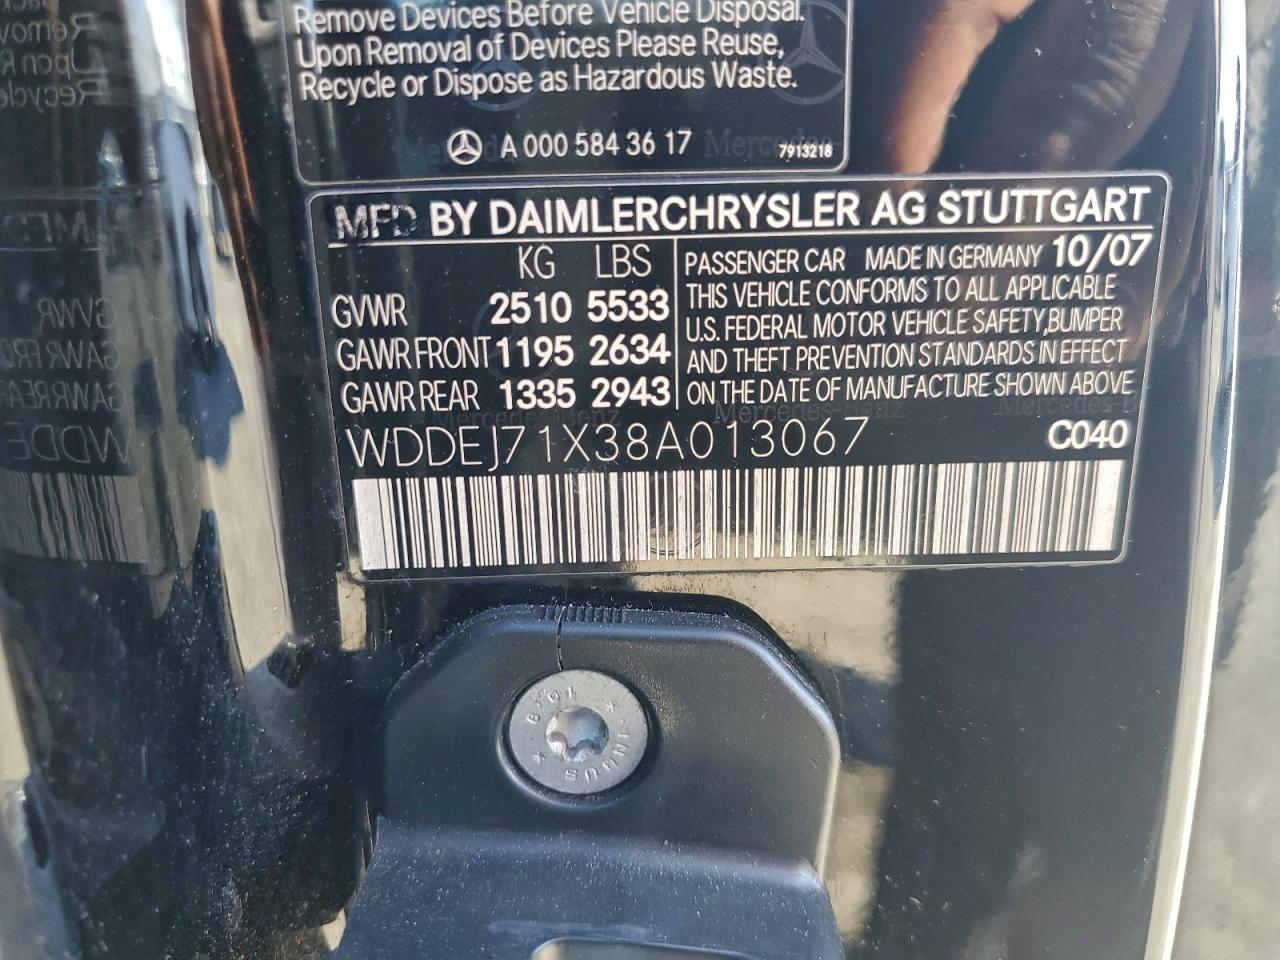 Remove Devices Before Vehicle Disposal.
Upon Removal of Devices Please Reuse,
Recycle or Dispose as Hazardous Waste.
A 000 584 36 17
7913218
MFD BY DAIMLERCHRYSLER AG STUTTGART
KG LBS
GVWR 2510 5533
GAWR FRONT 1195 2634
GAWR REAR 1335 2943
PASSENGER CAR MADE IN GERMANY 10/07
THIS VEHICLE CONFORMS TO ALL APPLICABLE
U.S. FEDERAL MOTOR VEHICLE SAFETY,BUMPER
AND THEFT PREVENTION STANDARDS IN EFFECT
ON THE DATE OF MANUFACTURE SHOWN ABOVE
WDDEJ71X38A013067
C040